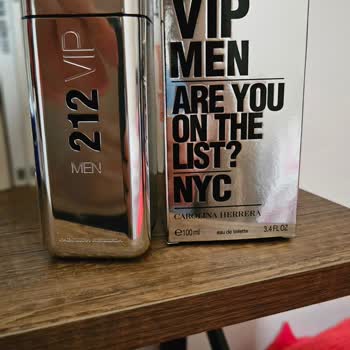 212 VIP
MEN
VIP
MEN
ARE YOU
ON THE
LIST?
NYC
CAROLINA HERRERA
℮100ml eau de toilette 3.4 FL OZ